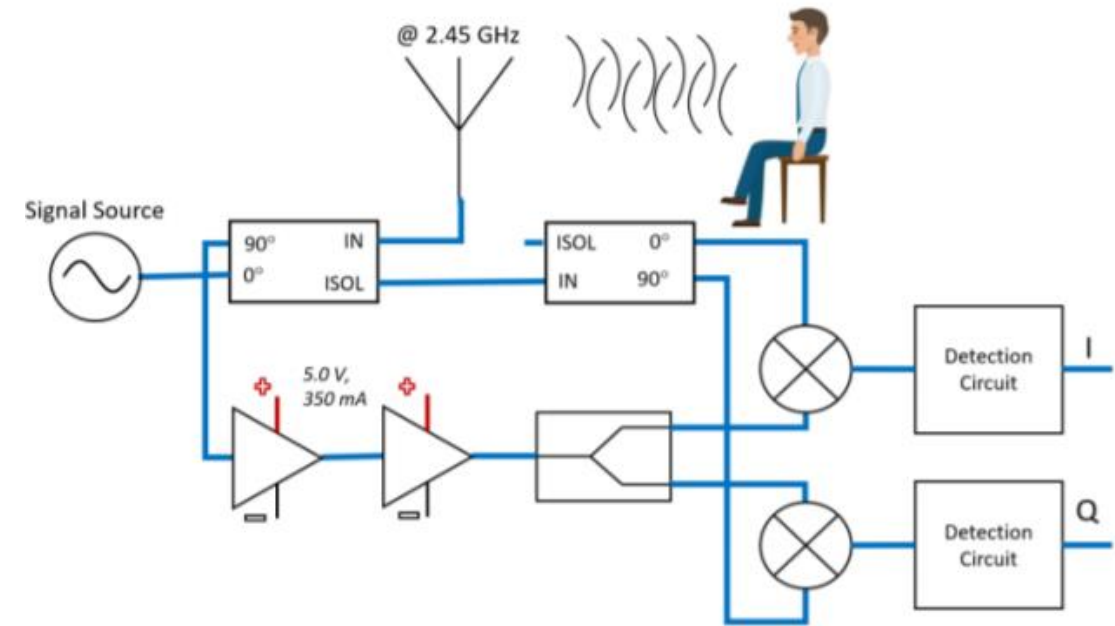 @ 2.45 GHz
Signal Source
90° IN
0° ISOL
ISOL 0°
IN 90°
5.0 V,
350 mA
Detection
Circuit
I
Detection
Circuit
Q